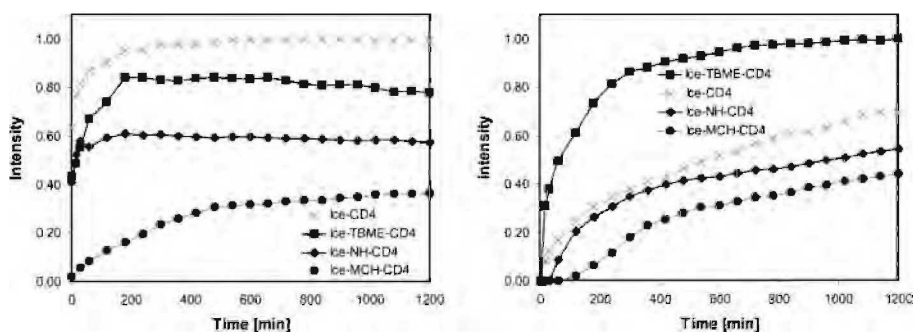 Intensity
1.00
0.80
0.60
0.40
0.20
0.00
Ice-CD4
Ice-TBME-CD4
Ice-NH-CD4
Ice-MCH-CD4
0 200 400 600 800 1000 1200
Time [min]
intensity
1.00
0.80
0.60
0.40
0.20
0.00
Ice-TBME-CD4
Ice-CD4
Ice-NH-CD4
Ice-MCH-CD4
0 200 400 600 800 1000 1200
Time [min]